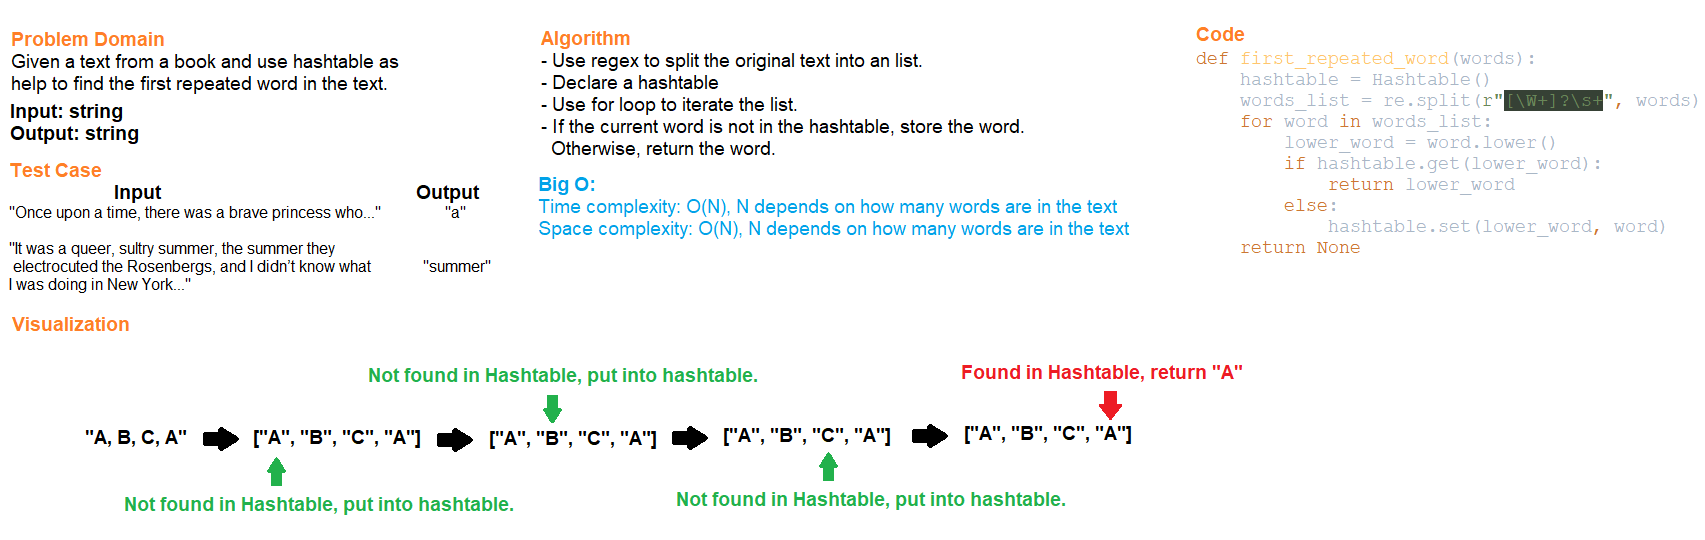 Problem Domain
Given a text from a book and use hashtable as
help to find the first repeated word in the text.
Input: string
Output: string
Test Case
Input Output
"Once upon a time, there was a brave princess who..." "a"
"It was a queer, sultry summer, the summer they
electrocuted the Rosenbergs, and I didn’t know what "summer"
I was doing in New York..."
Algorithm
- Use regex to split the original text into an list.
- Declare a hashtable
- Use for loop to iterate the list.
- If the current word is not in the hashtable, store the word.
Otherwise, return the word.
Big O:
Time complexity: O(N), N depends on how many words are in the text
Space complexity: O(N), N depends on how many words are in the text
Code
def first_repeated_word(words):
hashtable = Hashtable()
words_list = re.split(r"[\W+]?\s+", words)
for word in words_list:
lower_word = word.lower()
if hashtable.get(lower_word):
return lower_word
else:
hashtable.set(lower_word, word)
return None
Visualization
Not found in Hashtable, put into hashtable. Found in Hashtable, return "A"
"A, B, C, A" ["A", "B", "C", "A"] ["A", "B", "C", "A"] ["A", "B", "C", "A"] ["A", "B", "C", "A"]
Not found in Hashtable, put into hashtable. Not found in Hashtable, put into hashtable.